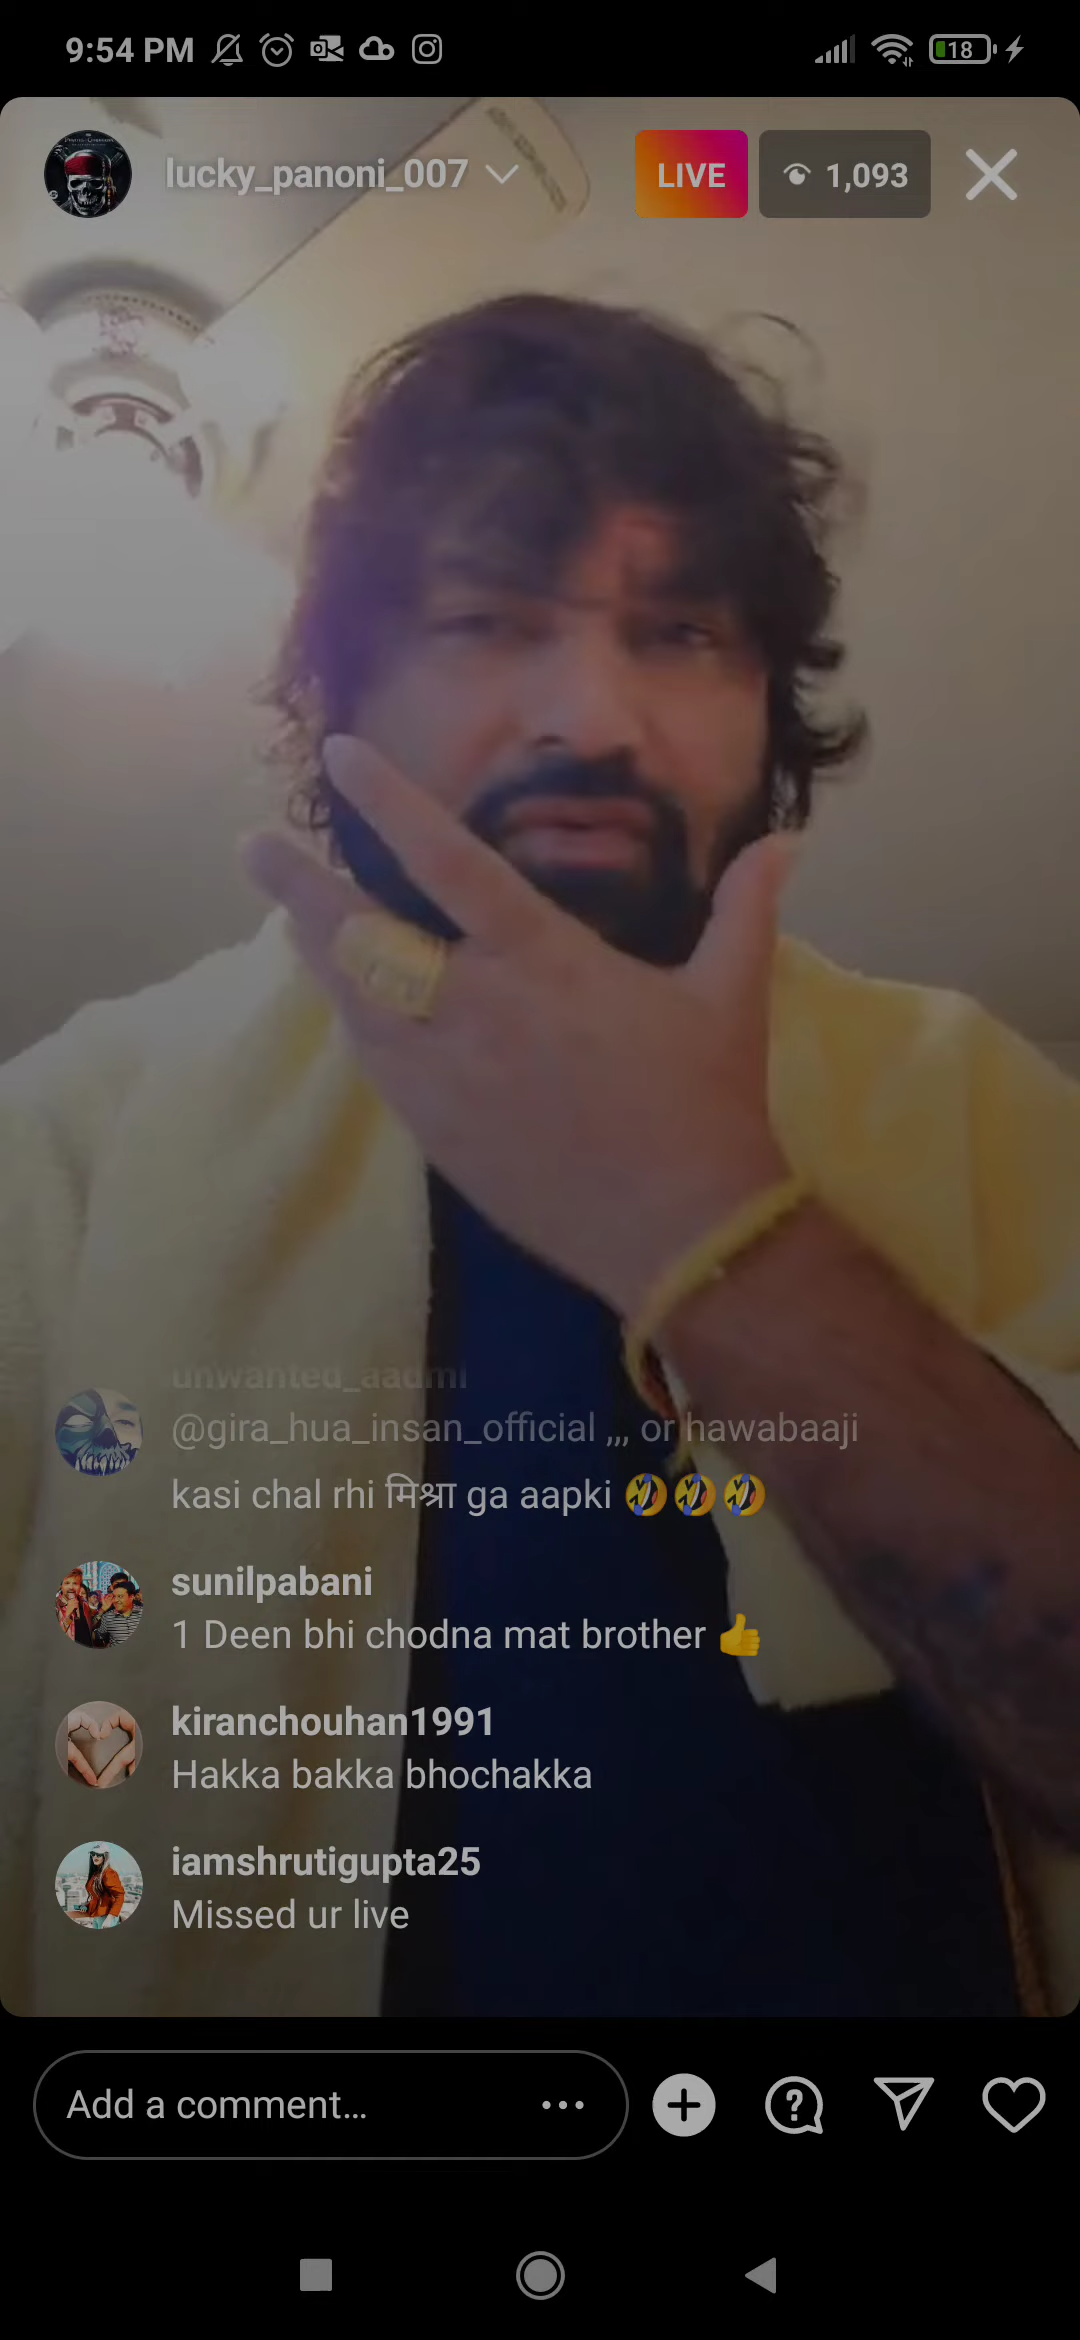 9:54 PM
18
lucky_panoni_007
LIVE
1,093
unwanted_aadmi
@gira_hua_insan_official ,,, or hawabaaji
kasi chal rhi मिश्रा ga aapki 🤣🤣🤣
sunilpabani
1 Deen bhi chodna mat brother 👍
kiranchouhan1991
Hakka bakka bhochakka
iamshrutigupta25
Missed ur live
Add a comment...